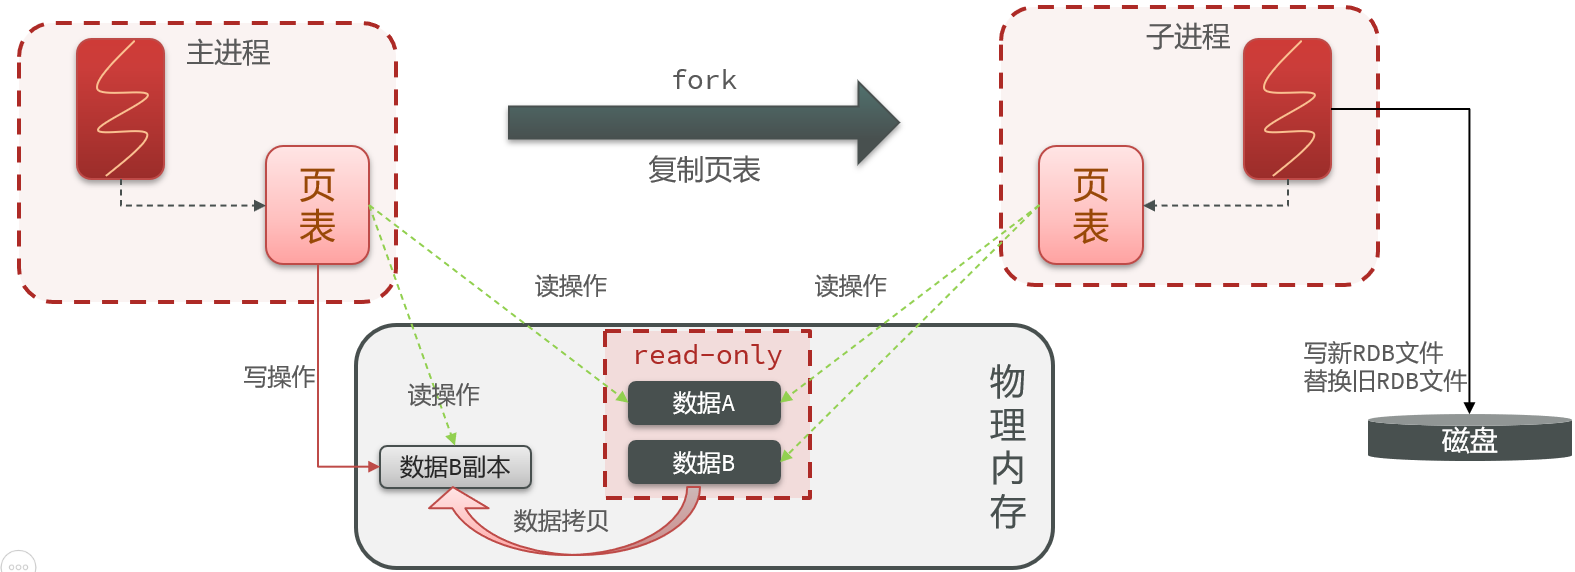 主进程
页
表
fork
复制页表
子进程
页
表
读操作
读操作
写操作
读操作
read-only
数据A
数据B
数据B副本
数据拷贝
物
理
内
存
写新RDB文件
替换旧RDB文件
磁盘